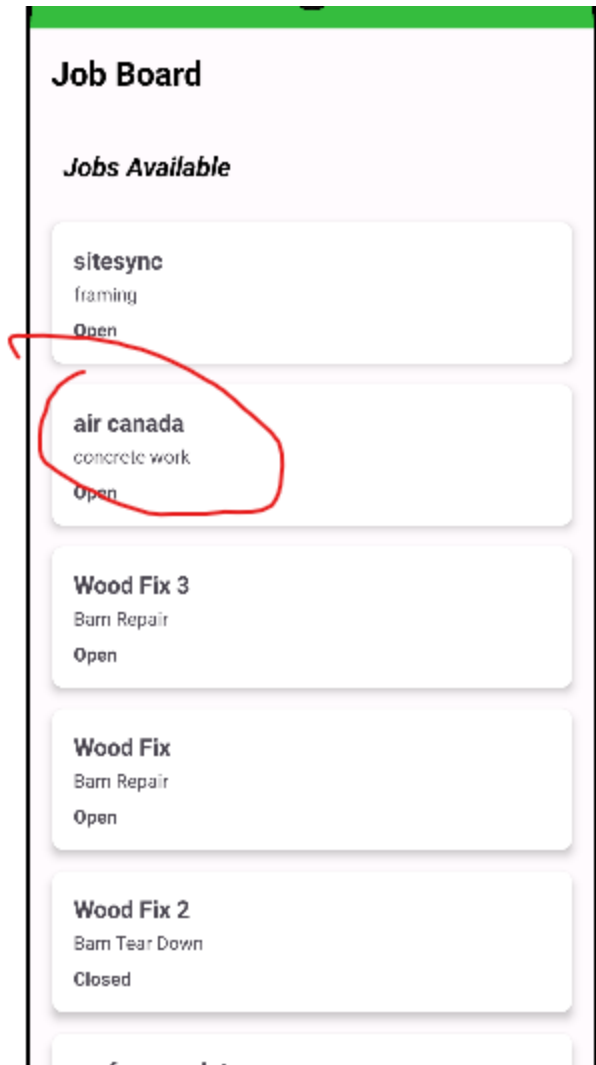 Job Board
Jobs Available
sitesync
framing
Open
air canada
concrete work
Open
Wood Fix 3
Barn Repair
Open
Wood Fix
Barn Repair
Open
Wood Fix 2
Barn Tear Down
Closed